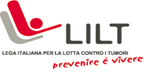 LILT
LEGA ITALIANA PER LA LOTTA CONTRO I TUMORI
prevenire è vivere